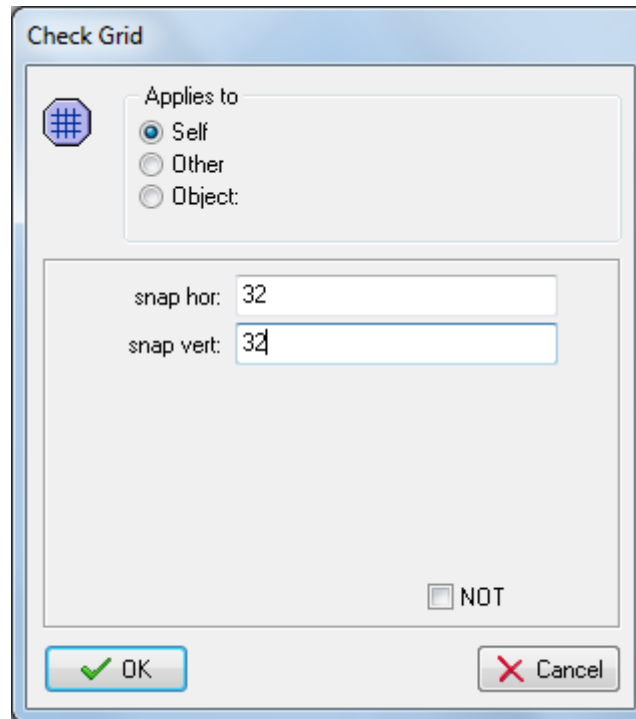 Check Grid
Applies to
Self
Other
Object:
snap hor: 32
snap vert: 32
NOT
OK Cancel